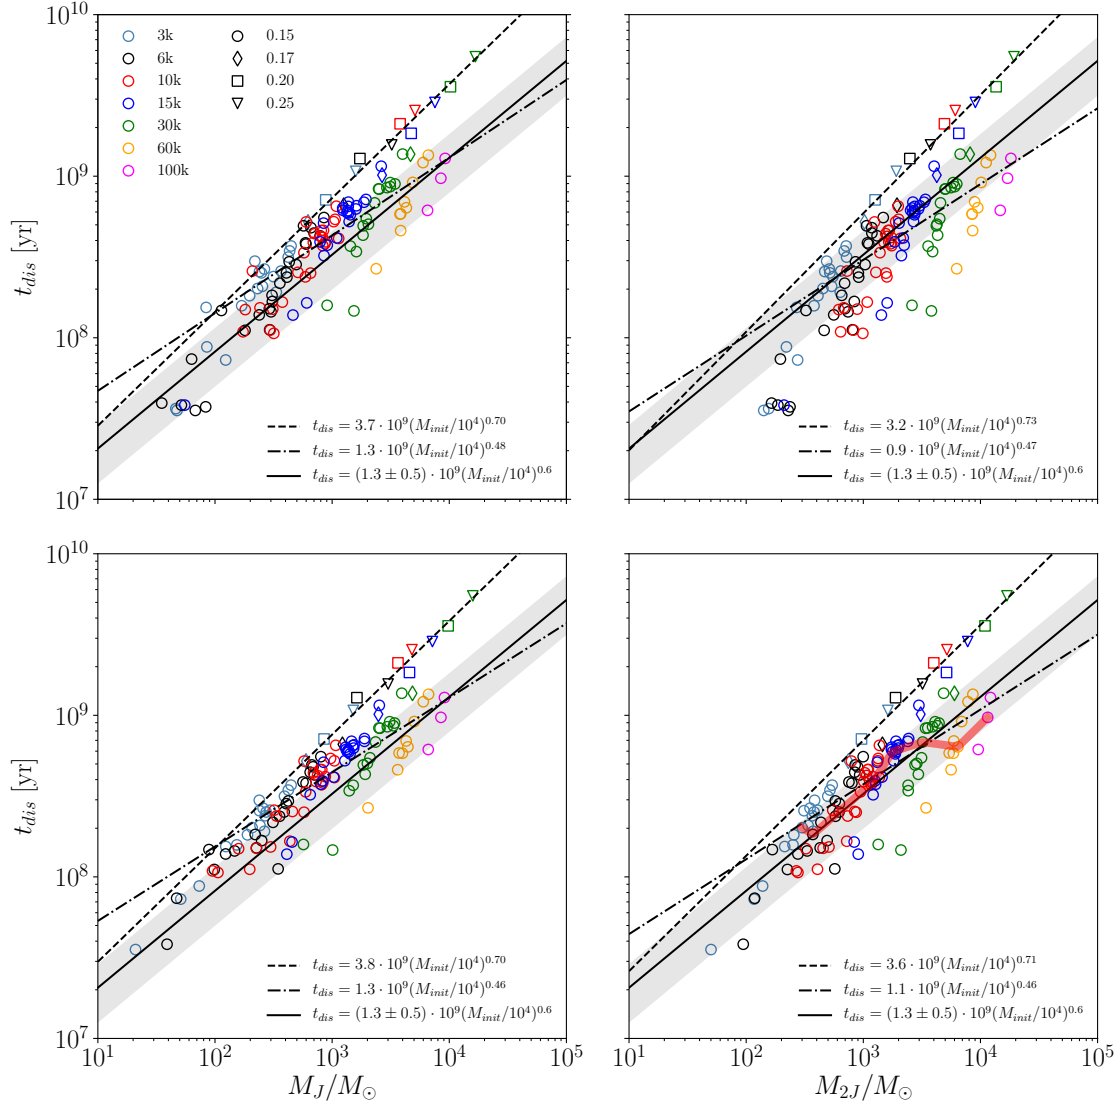 10^10
10^9
10^8
10^7
t_dis [yr]
3k
6k
10k
15k
30k
60k
100k
0.15
0.17
0.20
0.25
t_dis = 3.7 · 10^9(M_init/10^4)^0.70
t_dis = 1.3 · 10^9(M_init/10^4)^0.48
t_dis = (1.3 ± 0.5) · 10^9(M_init/10^4)^0.6
t_dis = 3.2 · 10^9(M_init/10^4)^0.73
t_dis = 0.9 · 10^9(M_init/10^4)^0.47
t_dis = (1.3 ± 0.5) · 10^9(M_init/10^4)^0.6
10^10
10^9
10^8
10^7
t_dis [yr]
t_dis = 3.8 · 10^9(M_init/10^4)^0.70
t_dis = 1.3 · 10^9(M_init/10^4)^0.46
t_dis = (1.3 ± 0.5) · 10^9(M_init/10^4)^0.6
10^1 10^2 10^3 10^4 10^5
M_J/M_⊙
t_dis = 3.6 · 10^9(M_init/10^4)^0.71
t_dis = 1.1 · 10^9(M_init/10^4)^0.46
t_dis = (1.3 ± 0.5) · 10^9(M_init/10^4)^0.6
10^1 10^2 10^3 10^4 10^5
M_2J/M_⊙